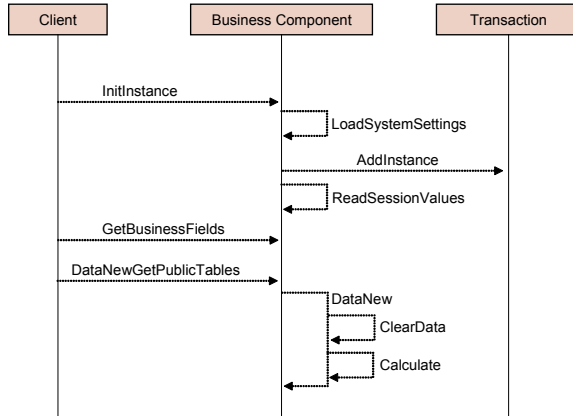 Client
Business Component
Transaction
InitInstance
LoadSystemSettings
AddInstance
ReadSessionValues
GetBusinessFields
DataNewGetPublicTables
DataNew
ClearData
Calculate